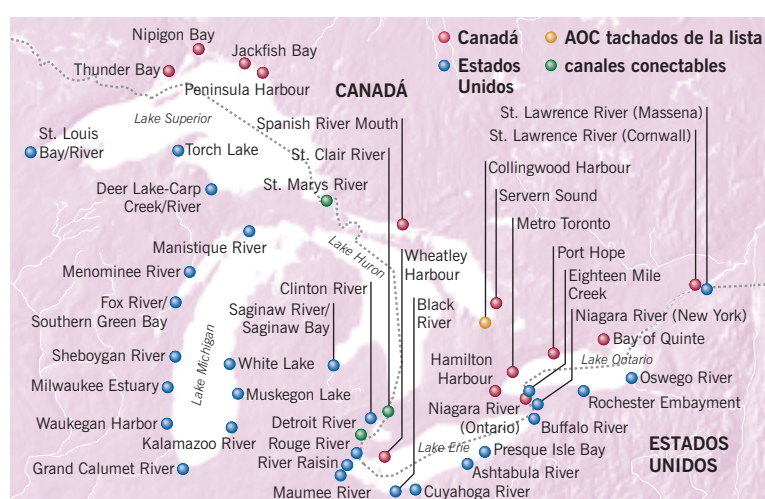 Canadá
Estados
Unidos
AOC tachados de la lista
canales conectables
Nipigon Bay
Jackfish Bay
Thunder Bay
Peninsula Harbour
CANADÁ
Lake Superior
Spanish River Mouth
St. Lawrence River (Massena)
St. Lawrence River (Cornwall)
St. Louis
Bay/River
Torch Lake
St. Clair River
Collingwood Harbour
Deer Lake-Carp
Creek/River
St. Marys River
Servern Sound
Metro Toronto
Manistique River
Lake Huron
Wheatley
Harbour
Port Hope
Menominee River
Clinton River
Eighteen Mile
Creek
Fox River/
Southern Green Bay
Saginaw River/
Saginaw Bay
Black
River
Niagara River (New York)
Bay of Quinte
Sheboygan River
Lake Michigan
White Lake
Hamilton
Harbour
Lake Ontario
Milwaukee Estuary
Muskegon Lake
Oswego River
Rochester Embayment
Waukegan Harbor
Kalamazoo River
Detroit River
Niagara River
(Ontario)
Buffalo River
Rouge River
Lake Erie
ESTADOS
UNIDOS
Grand Calumet River
River Raisin
Presque Isle Bay
Ashtabula River
Maumee River
Cuyahoga River